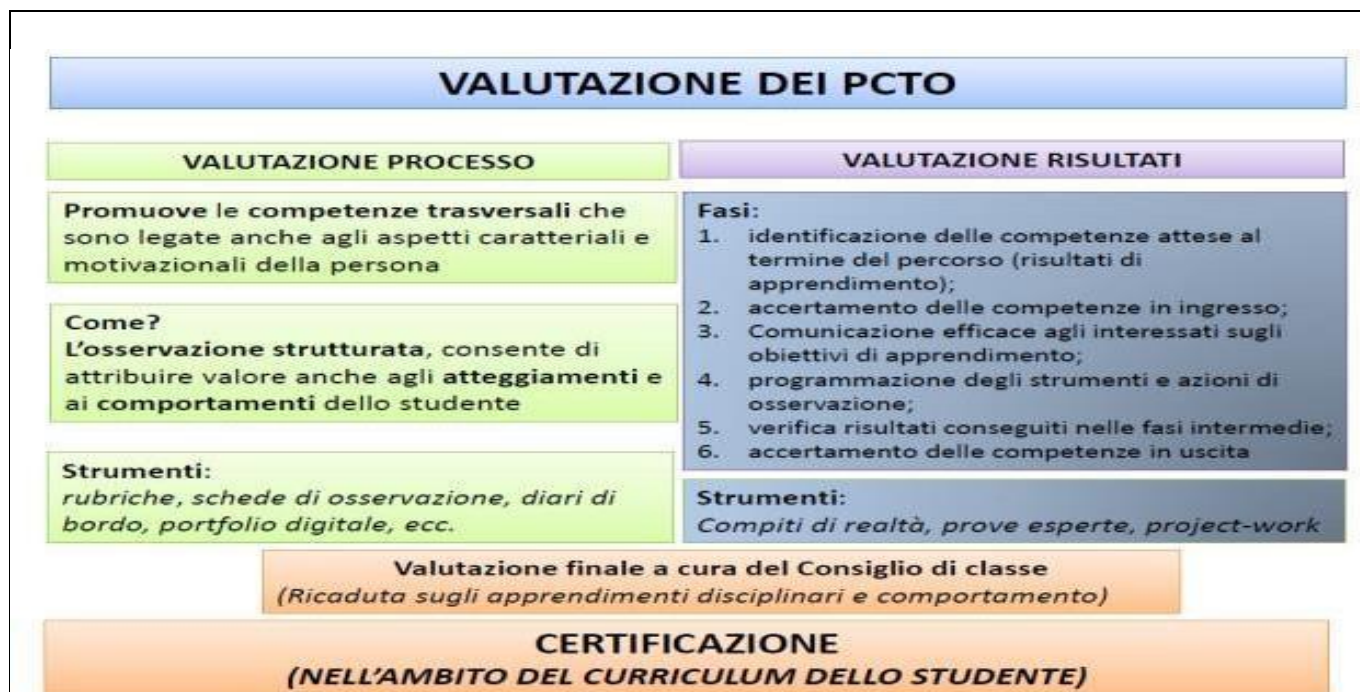 VALUTAZIONE DEI PCTO
VALUTAZIONE PROCESSO
Promuove le competenze trasversali che
sono legate anche agli aspetti caratteriali e
motivazionali della persona
Come?
L'osservazione strutturata, consente di
attribuire valore anche agli atteggiamenti e
ai comportamenti dello studente
Strumenti:
rubriche, schede di osservazione, diari di
bordo, portfolio digitale, ecc.
VALUTAZIONE RISULTATI
Fasi:
1. identificazione delle competenze attese al
termine del percorso (risultati di
apprendimento);
2. accertamento delle competenze in ingresso;
3. Comunicazione efficace agli interessati sugli
obiettivi di apprendimento;
4. programmazione degli strumenti e azioni di
osservazione;
5. verifica risultati conseguiti nelle fasi intermedie;
6. accertamento delle competenze in uscita
Strumenti:
Compiti di realtà, prove esperte, project-work
Valutazione finale a cura del Consiglio di classe
(Ricaduta sugli apprendimenti disciplinari e comportamento)
CERTIFICAZIONE
(NELL'AMBITO DEL CURRICULUM DELLO STUDENTE)